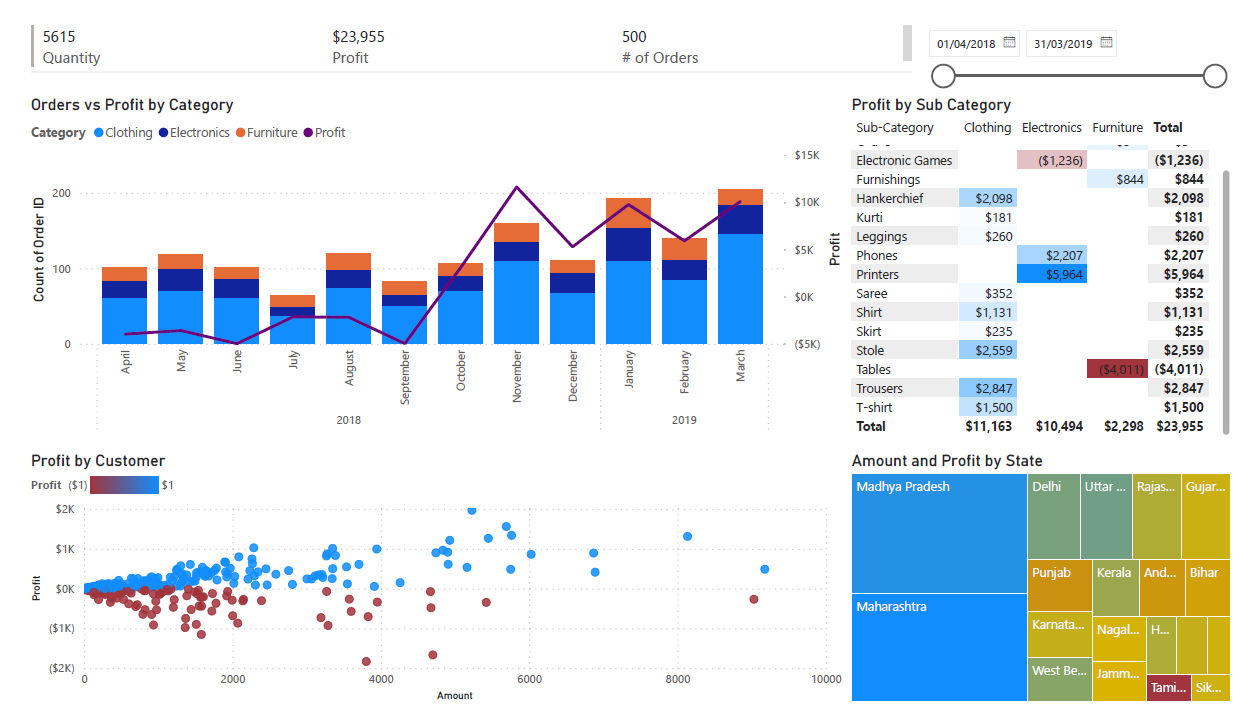 5615
Quantity
$23,955
Profit
500
# of Orders
01/04/2018
31/03/2019
Orders vs Profit by Category
Category Clothing Electronics Furniture Profit
Count of Order ID
200
100
0
$15K
$10K
$5K
$0K
($5K)
Profit
April
May
June
July
August
September
October
November
December
January
February
March
2018
2019
Profit by Sub Category
Sub-Category Clothing Electronics Furniture Total
Electronic Games ($1,236) ($1,236)
Furnishings $844 $844
Hankerchief $2,098 $2,098
Kurti $181 $181
Leggings $260 $260
Phones $2,207 $2,207
Printers $5,964 $5,964
Saree $352 $352
Shirt $1,131 $1,131
Skirt $235 $235
Stole $2,559 $2,559
Tables ($4,011) ($4,011)
Trousers $2,847 $2,847
T-shirt $1,500 $1,500
Total $11,163 $10,494 $2,298 $23,955
Profit by Customer
Profit ($1) $1
Profit
$2K
$1K
$0K
($1K)
($2K)
0 2000 4000 6000 8000 10000
Amount
Amount and Profit by State
Madhya Pradesh
Maharashtra
Delhi
Uttar ...
Rajas...
Gujar...
Punjab
Kerala
And...
Bihar
Karnata...
Nagal...
H...
West Be...
Jamm...
Tami...
Sik...